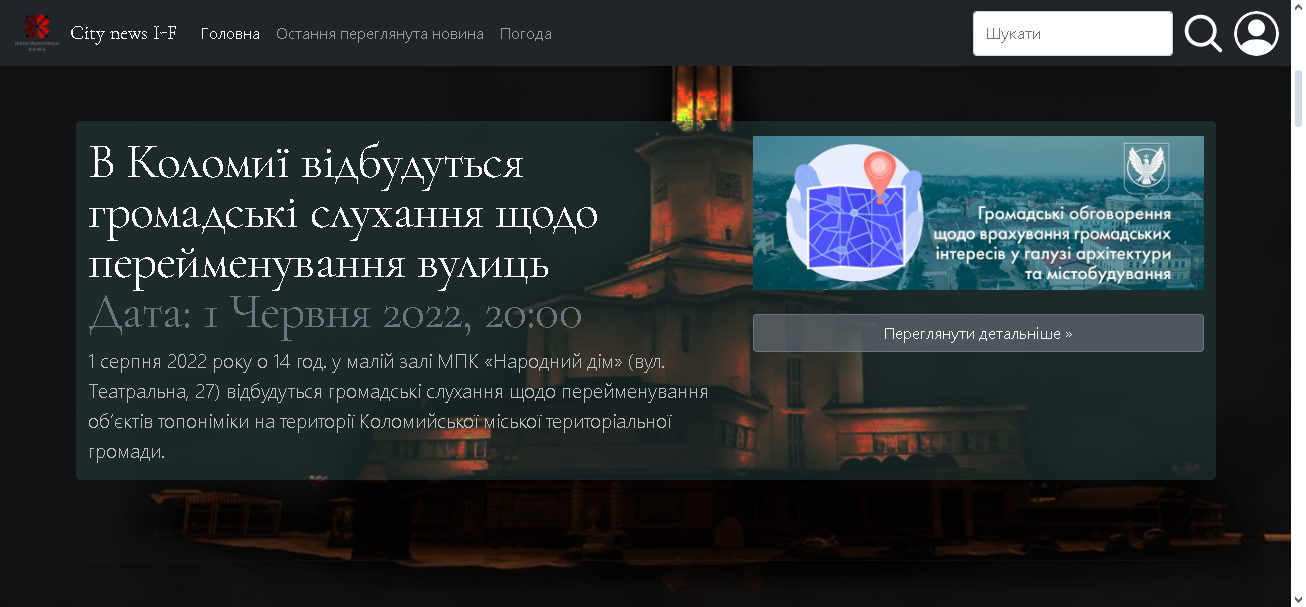 City news I-F
Головна
Остання переглянута новина
Погода
Шукати
В Коломиї відбудуться
громадські слухання щодо
перейменування вулиць
Дата: 1 Червня 2022, 20:00
1 серпня 2022 року о 14 год. у малій залі МПК «Народний дім» (вул.
Театральна, 27) відбудуться громадські слухання щодо перейменування
об’єктів топоніміки на території Коломийської міської територіальної
громади.
Громадські обговорення
щодо врахування громадських
інтересів у галузі архітектури
та містобудування
Переглянути детальніше »